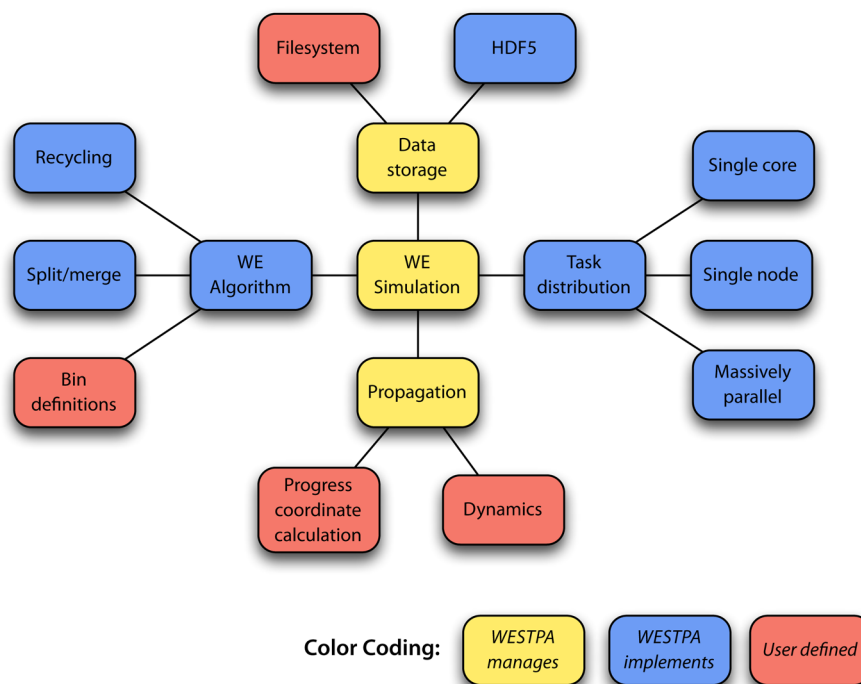 Filesystem
HDF5
Data
storage
Recycling
Single core
Split/merge
WE
Algorithm
WE
Simulation
Task
distribution
Single node
Bin
definitions
Propagation
Massively
parallel
Progress
coordinate
calculation
Dynamics
Color Coding:
WESTPA
manages
WESTPA
implements
User defined